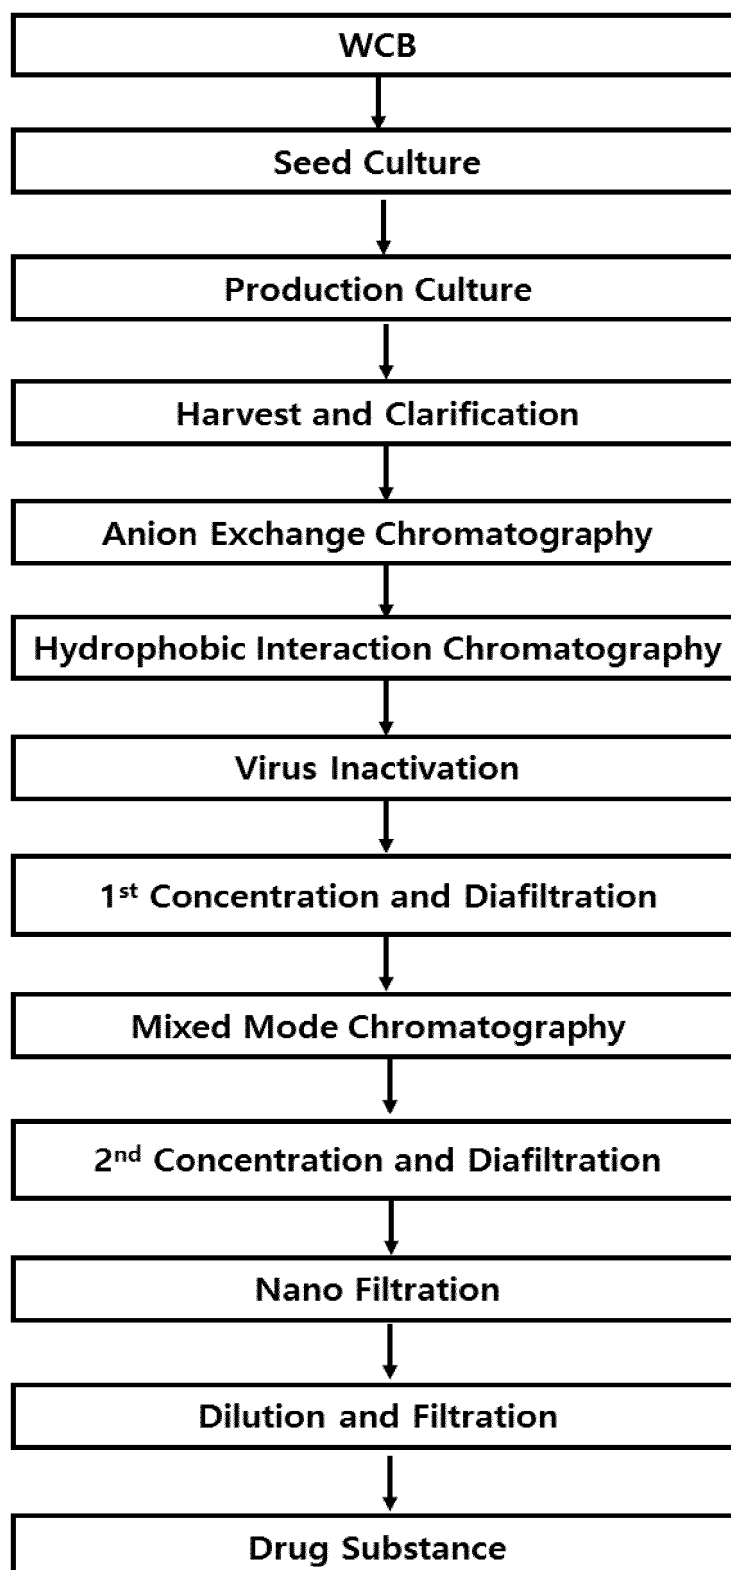 WCB
Seed Culture
Production Culture
Harvest and Clarification
Anion Exchange Chromatography
Hydrophobic Interaction Chromatography
Virus Inactivation
1st Concentration and Diafiltration
Mixed Mode Chromatography
2nd Concentration and Diafiltration
Nano Filtration
Dilution and Filtration
Drug Substance